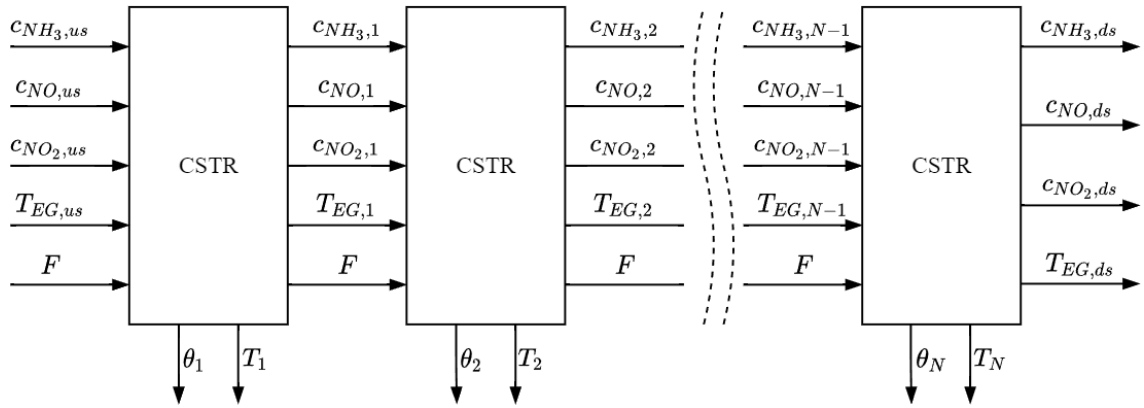 c_{NH_3,us} c_{NH_3,1} c_{NH_3,2} c_{NH_3,N-1} c_{NH_3,ds}
c_{NO,us} c_{NO,1} c_{NO,2} c_{NO,N-1} c_{NO,ds}
c_{NO_2,us} CSTR c_{NO_2,1} CSTR c_{NO_2,2} c_{NO_2,N-1} CSTR c_{NO_2,ds}
T_{EG,us} T_{EG,1} T_{EG,2} T_{EG,N-1} T_{EG,ds}
F F F F
θ_1 T_1 θ_2 T_2 θ_N T_N